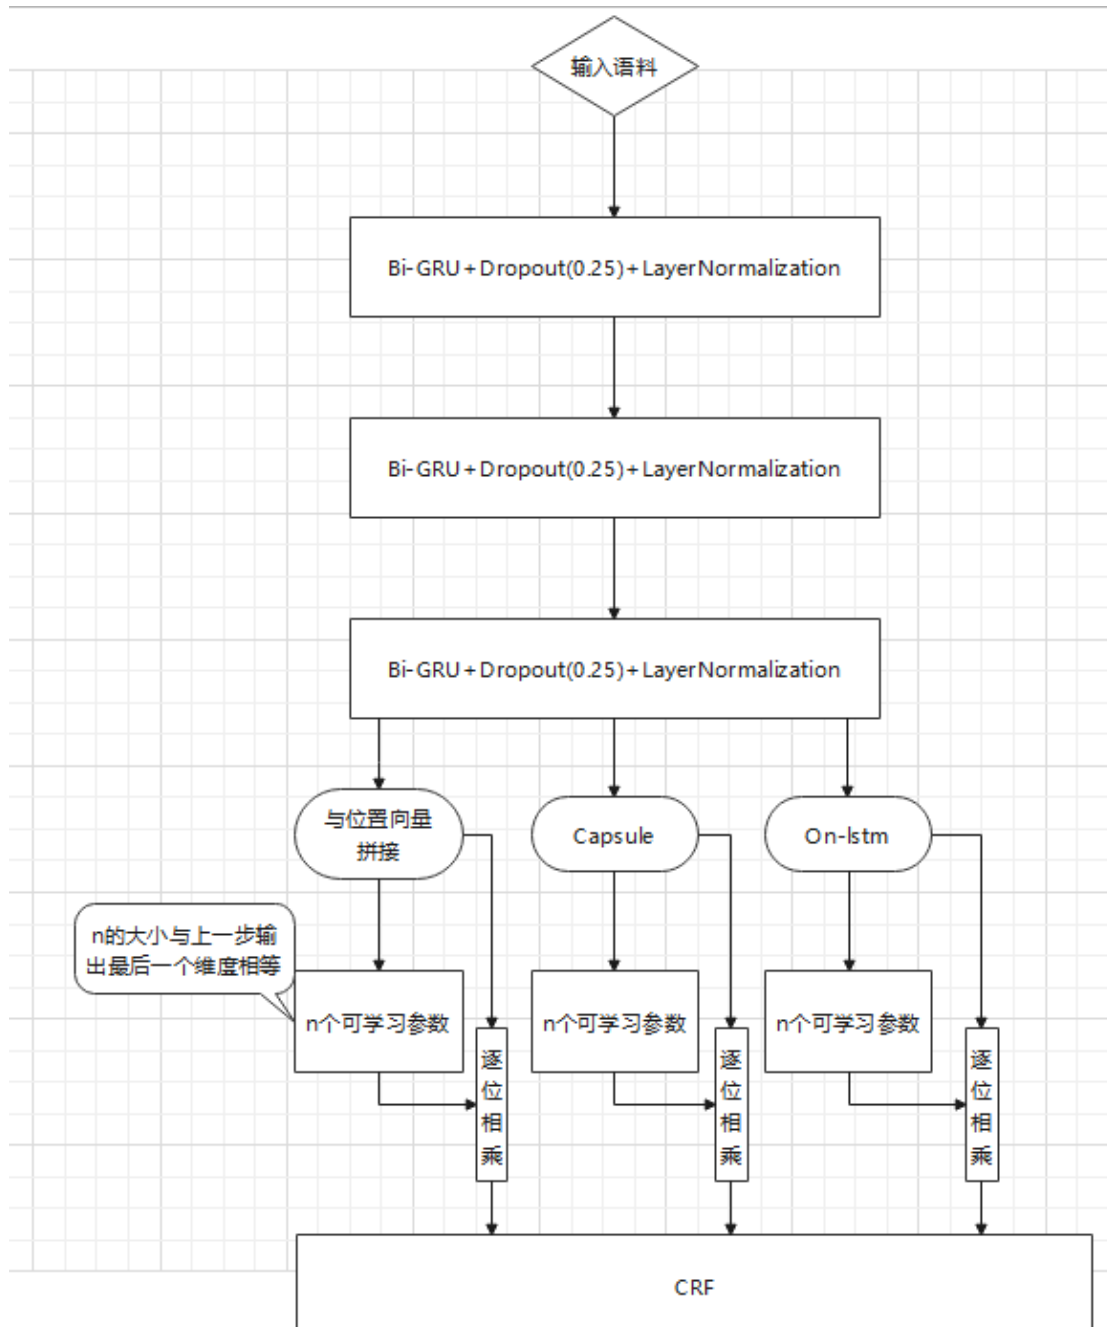 输入语料
Bi-GRU+Dropout(0.25)+LayerNormalization
Bi-GRU+Dropout(0.25)+LayerNormalization
Bi-GRU+Dropout(0.25)+LayerNormalization
与位置向量
拼接
Capsule
On-lstm
n的大小与上一步输
出最后一个维度相等
n个可学习参数
n个可学习参数
n个可学习参数
逐位相乘
逐位相乘
逐位相乘
CRF